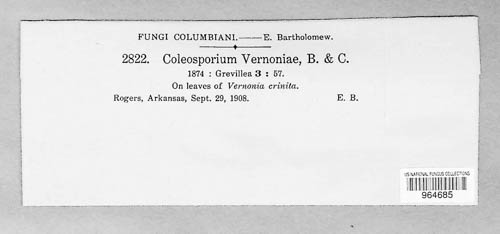 FUNGI COLUMBIANI.——E. Bartholomew.
2822. Coleosporium Vernoniae, B. & C.
1874 : Grevillea 3 : 57.
On leaves of Vernonia crinita.
Rogers, Arkansas, Sept. 29, 1908. E. B.
US NATIONAL FUNGUS COLLECTIONS
964685